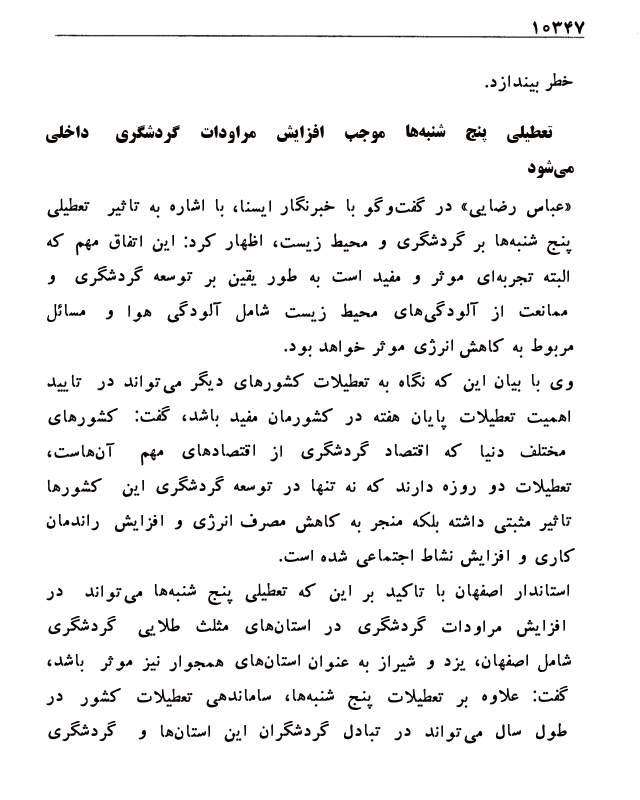 ۱۰۳۴۷
خطر بیندازد.
تعطیلی پنج شنبه‌ها موجب افزایش مراودات گردشگری داخلی
می‌شود
«عباس رضایی» در گفت‌وگو با خبرنگار ایسنا، با اشاره به تاثیر تعطیلی
پنج شنبه‌ها بر گردشگری و محیط زیست، اظهار کرد: این اتفاق مهم که
البته تجربه‌ای موثر و مفید است به طور یقین بر توسعه گردشگری و
ممانعت از آلودگی‌های محیط زیست شامل آلودگی هوا و مسائل
مربوط به کاهش انرژی موثر خواهد بود.
وی با بیان این که نگاه به تعطیلات کشورهای دیگر می‌تواند در تایید
اهمیت تعطیلات پایان هفته در کشورمان مفید باشد، گفت: کشورهای
مختلف دنیا که اقتصاد گردشگری از اقتصادهای مهم آن‌هاست،
تعطیلات دو روزه دارند که نه تنها در توسعه گردشگری این کشورها
تاثیر مثبتی داشته بلکه منجر به کاهش مصرف انرژی و افزایش راندمان
کاری و افزایش نشاط اجتماعی شده است.
استاندار اصفهان با تاکید بر این که تعطیلی پنج شنبه‌ها می‌تواند در
افزایش مراودات گردشگری در استان‌های مثلث طلایی گردشگری
شامل اصفهان، یزد و شیراز به عنوان استان‌های همجوار نیز موثر باشد،
گفت: علاوه بر تعطیلات پنج شنبه‌ها، ساماندهی تعطیلات کشور در
طول سال می‌تواند در تبادل گردشگران این استان‌ها و گردشگری